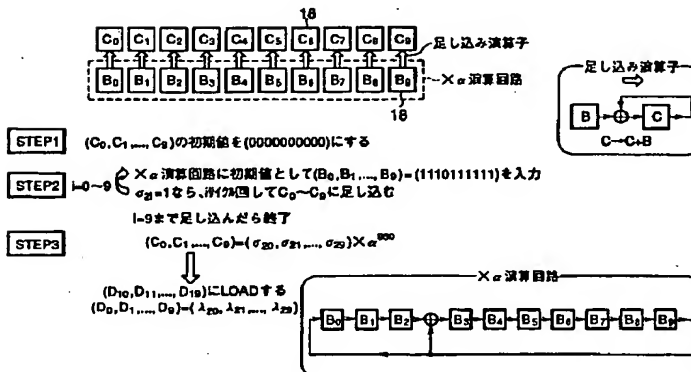 18
C0 C1 C2 C3 C4 C5 C6 C7 C8 C9
足し込み演算子
B0 B1 B2 B3 B4 B5 B6 B7 B8 B9
×α演算回路
18
足し込み演算子
B ⊕ C
C→C+B
STEP1 (C0,C1,...,C9)の初期値を(0000000000)にする
STEP2 i=0~9
×α演算回路に初期値として(B0,B1,...,B9)=(1110111111)を入力
σ2i=1なら、iサイクル回してC0~C9に足し込む
i=9まで足し込んだら終了
STEP3 (C0,C1,...,C9)=(σ20,σ21,...,σ29)×α
(D10,D11,...,D19)にLOADする
(D0,D1,...,D9)=(λ20,λ21,...,λ29)
×α演算回路
B0 B1 B2 ⊕ B3 B4 B5 B6 B7 B8 B9